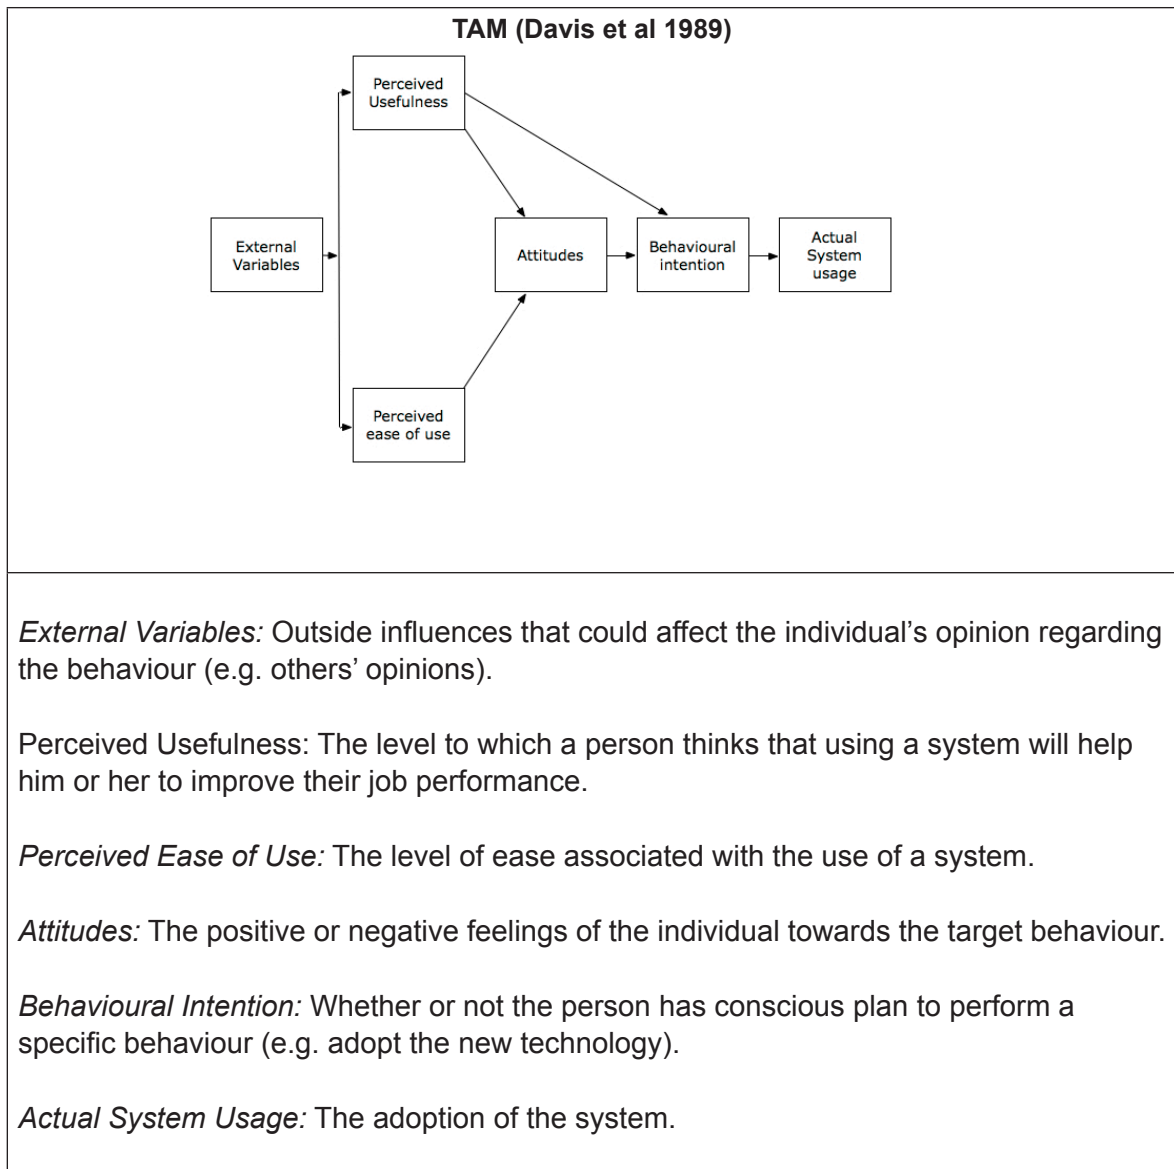 TAM (Davis et al 1989)
Perceived
Usefulness
External
Variables
Attitudes
Behavioural
intention
Actual
System
usage
Perceived
ease of use
External Variables: Outside influences that could affect the individual’s opinion regarding
the behaviour (e.g. others’ opinions).
Perceived Usefulness: The level to which a person thinks that using a system will help
him or her to improve their job performance.
Perceived Ease of Use: The level of ease associated with the use of a system.
Attitudes: The positive or negative feelings of the individual towards the target behaviour.
Behavioural Intention: Whether or not the person has conscious plan to perform a
specific behaviour (e.g. adopt the new technology).
Actual System Usage: The adoption of the system.